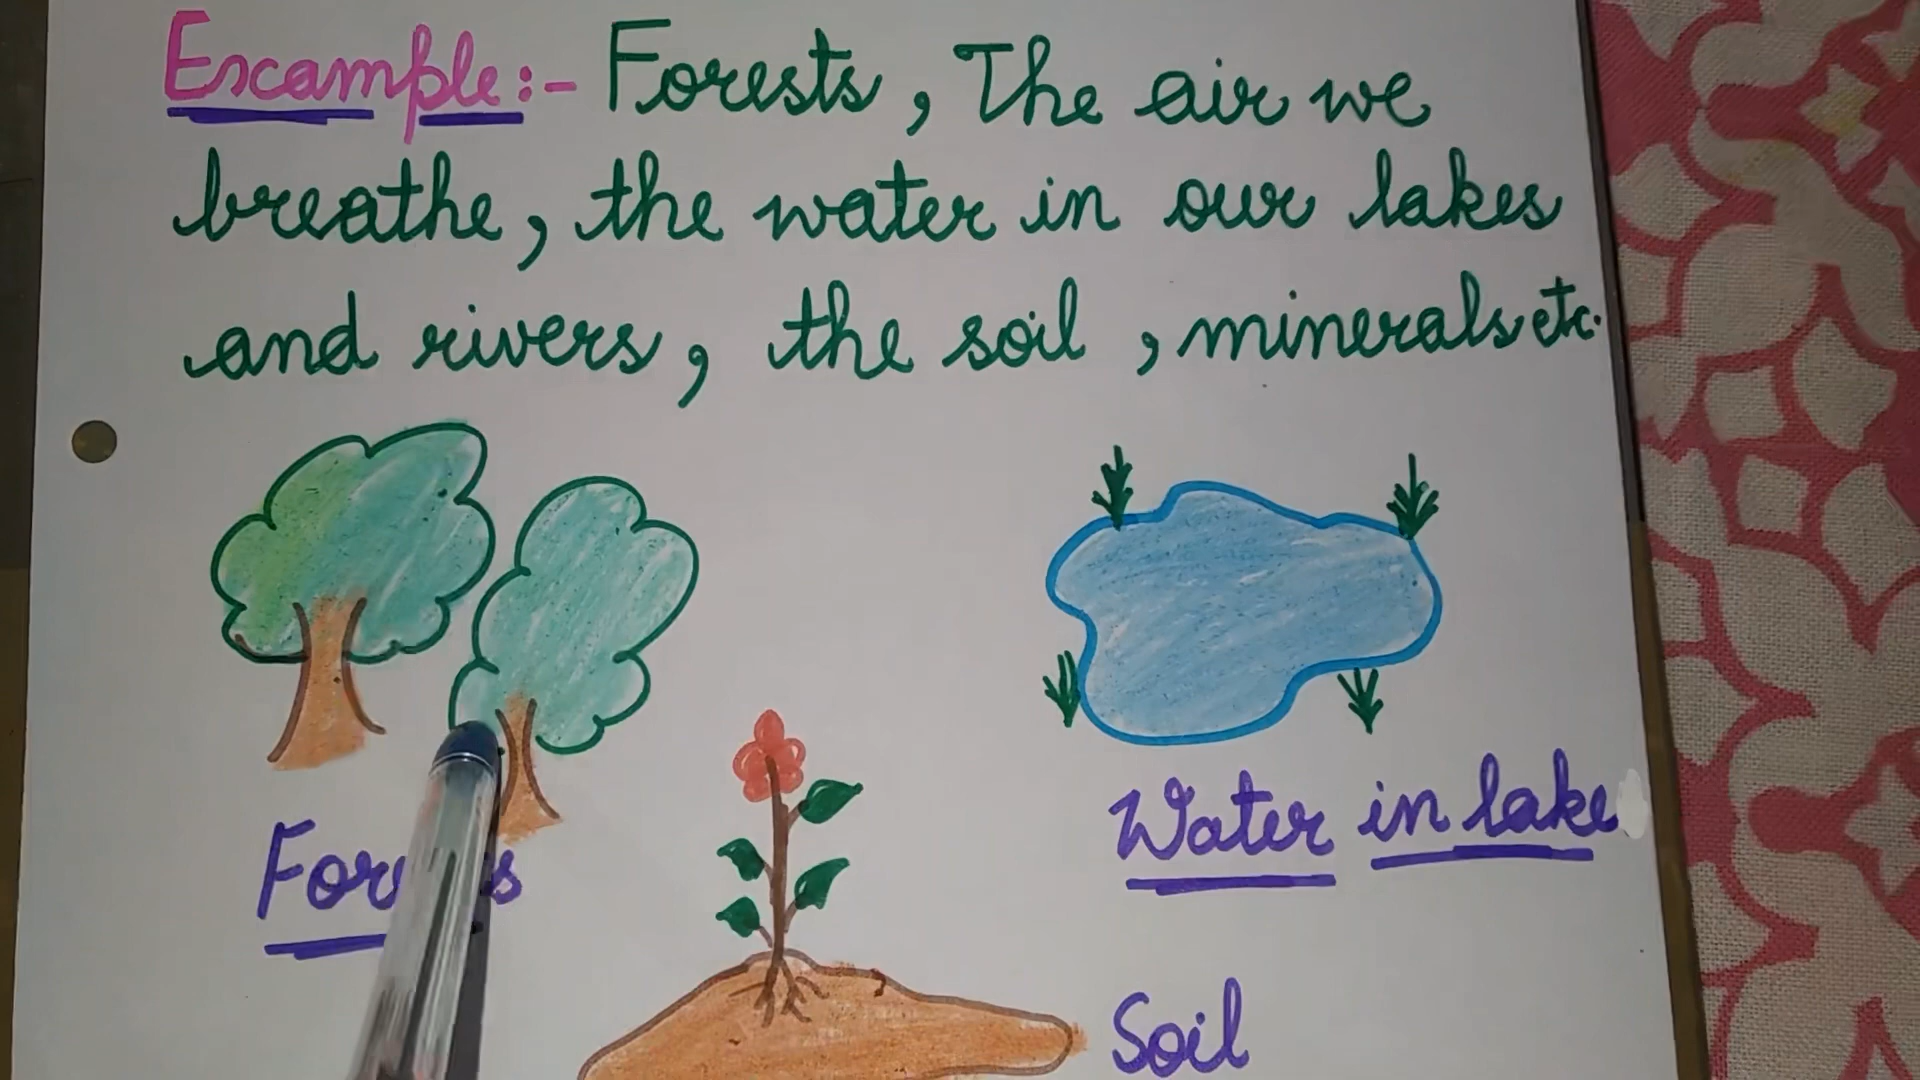 Example:- Forests, The air we
breathe, the water in our lakes
and rivers, the soil, minerals etc.
Water in lake
Soil